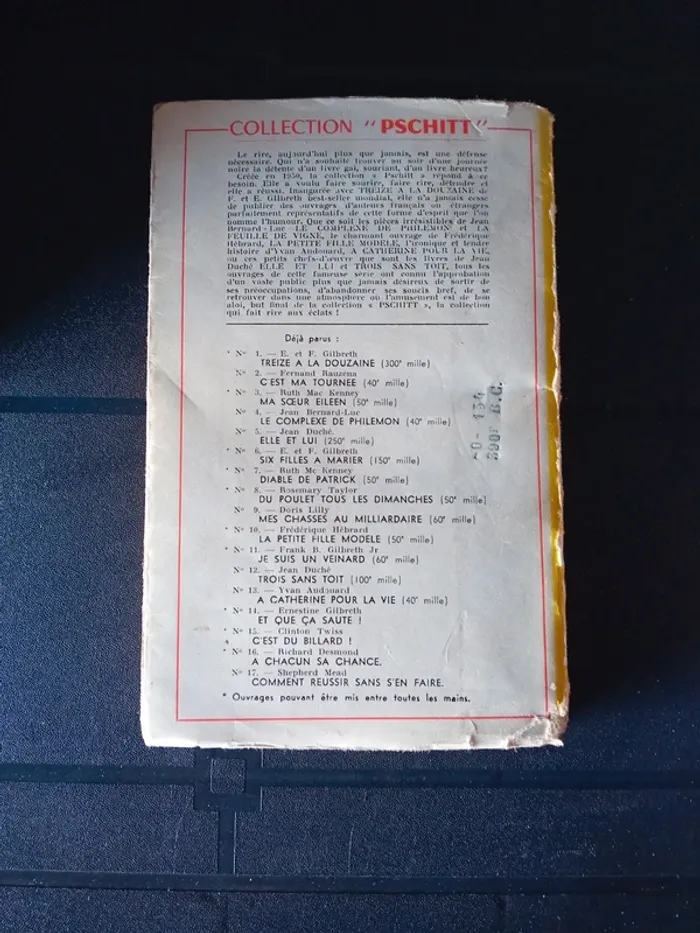 COLLECTION "PSCHITT"
Le rire, aujourd'hui plus que jamais, est une défense
nécessaire. Qui n'a souhaité trouver au soir d'une journée
noire la détente d'un livre gai, souriant, d'un livre heureux?
Créée en 1950, la collection « Pschitt » répond à ce
besoin. Elle a voulu faire sourire, faire rire, détendre et
elle a réussi. Inaugurée avec TREIZE A LA DOUZAINE de
F. et E. Gilbreth best-seller mondial, elle n'a jamais cessé
de publier des ouvrages d'auteurs français ou étrangers
parfaitement représentatifs de cette forme d'esprit que l'on
nomme l'humour. Que ce soit les pièces irrésistibles de Jean
Bernard-Luc LE COMPLEXE DE PHILEMON et LA
FEUILLE DE VIGNE, le charmant ouvrage de Frédérique
Hébrard, LA PETITE FILLE MODELE, l'ironique et tendre
histoire d'Yvan Audouard, A CATHERINE POUR LA VIE,
ou ces petits chefs-d'œuvre que sont les livres de Jean
Duché ELLE ET LUI et TROIS SANS TOIT, tous les
ouvrages de cette fameuse série ont connu l'approbation
d'un vaste public plus que jamais désireux de sortir de
ses préoccupations, d'abandonner ses soucis bref, de se
retrouver dans une atmosphère où l'amusement est de bon
aloi, but final de la collection « PSCHITT », la collection
qui fait rire aux éclats !
Déjà parus :
* N° 1. — E. et F. Gilbreth
TREIZE A LA DOUZAINE (300e mille)
N° 2. — Fernand Rauzéna
C'EST MA TOURNEE (40e mille)
* N° 3. — Ruth Mac Kenney
MA SŒUR EILEEN (50e mille)
N° 4. — Jean Bernard-Luc
LE COMPLEXE DE PHILEMON (40e mille)
N° 5. — Jean Duché.
ELLE ET LUI (250e mille)
* N° 6. — E. et F. Gilbreth
SIX FILLES A MARIER (150e mille)
* N° 7. — Ruth Mc Kenney
DIABLE DE PATRICK (50e mille)
* N° 8. — Rosemary Taylor
DU POULET TOUS LES DIMANCHES (50e mille)
N° 9. — Doris Lilly
MES CHASSES AU MILLIARDAIRE (60e mille)
* N° 10. — Frédérique Hébrard
LA PETITE FILLE MODELE (50e mille)
* N° 11. — Frank B. Gilbreth Jr
JE SUIS UN VEINARD (60e mille)
N° 12. — Jean Duché
TROIS SANS TOIT (100e mille)
* N° 13. — Yvan Audouard
A CATHERINE POUR LA VIE (40e mille)
* N° 14. — Ernestine Gilbreth
ET QUE ÇA SAUTE !
* N° 15. — Clinton Twiss
C'EST DU BILLARD !
* N° 16. — Richard Desmond
A CHACUN SA CHANCE.
N° 17. — Shepherd Mead
COMMENT REUSSIR SANS S'EN FAIRE.
* Ouvrages pouvant être mis entre toutes les mains.
B.C.